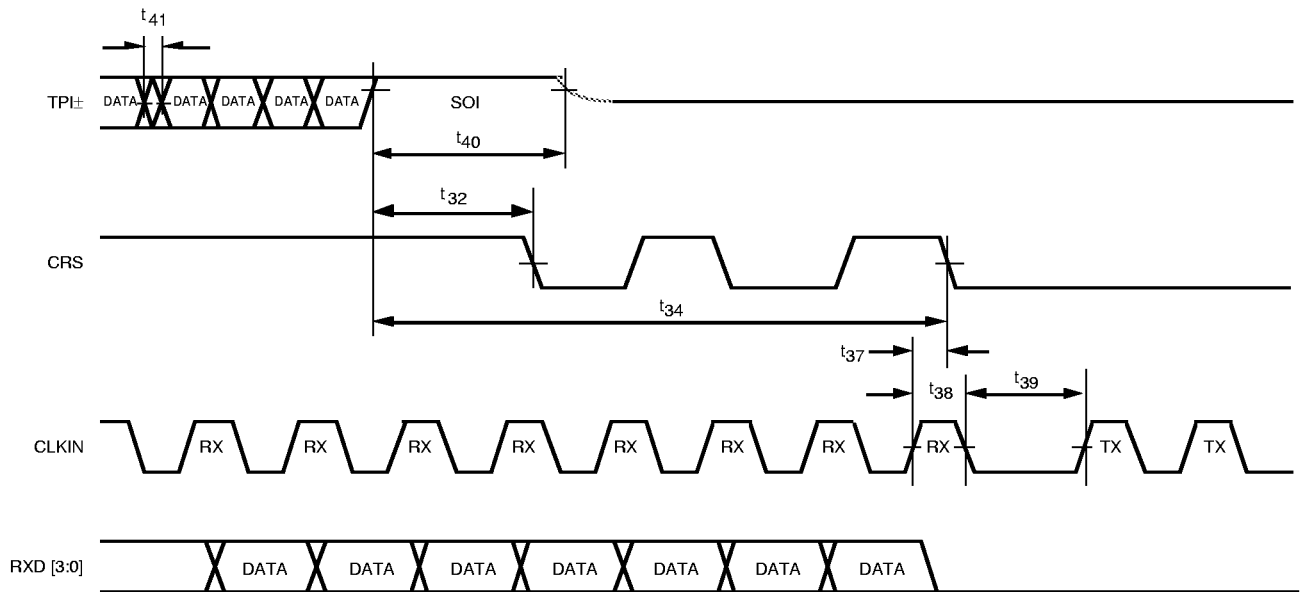 t41
TPI±
DATA DATA DATA DATA DATA
SOI
t40
t32
CRS
t34
t37
t38
t39
CLKIN
RX RX RX RX RX RX RX RX TX TX
RXD [3:0]
DATA DATA DATA DATA DATA DATA DATA